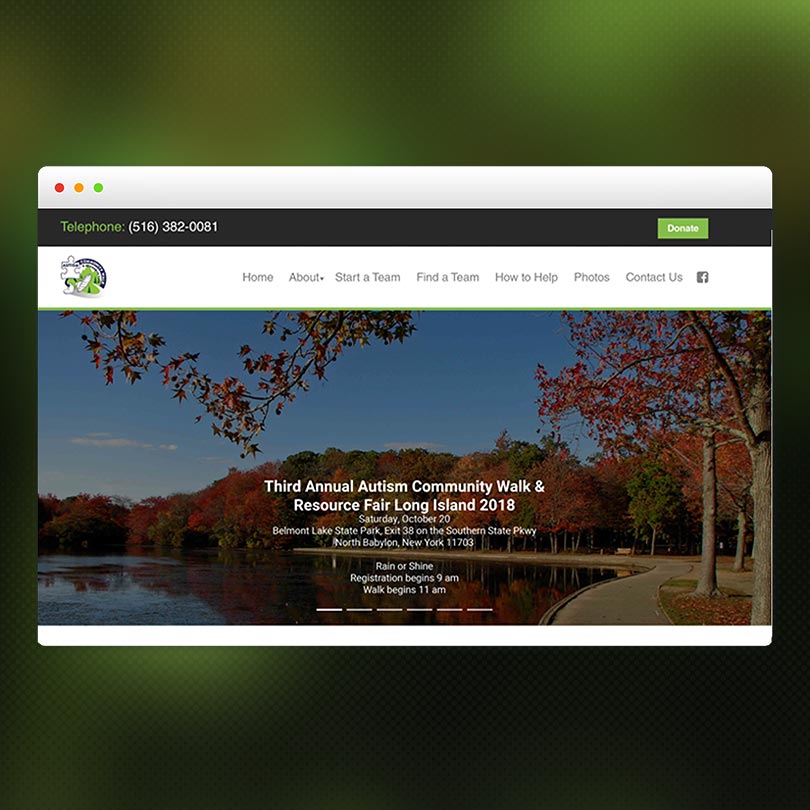 Telephone: (516) 382-0081
Donate
AUTISM COMMUNITY WALK
Home About Start a Team Find a Team How to Help Photos Contact Us
Third Annual Autism Community Walk &
Resource Fair Long Island 2018
Saturday, October 20
Belmont Lake State Park, Exit 38 on the Southern State Pkwy
North Babylon, New York 11703
Rain or Shine
Registration begins 9 am
Walk begins 11 am